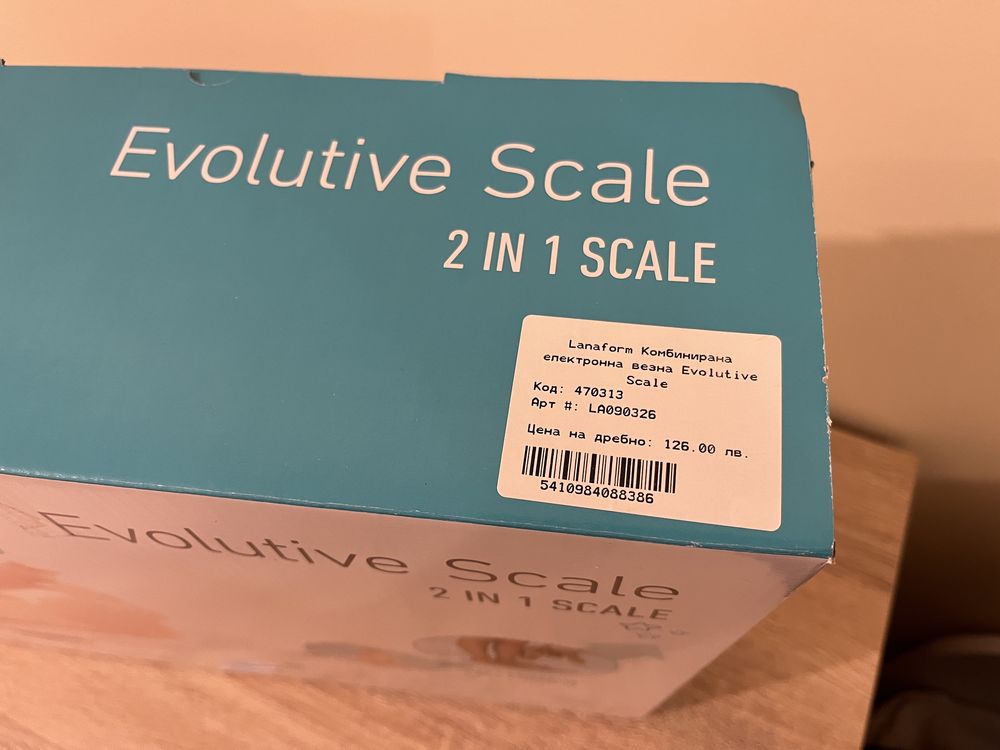 Evolutive Scale
2 IN 1 SCALE
Lanaform Комбинирана
електронна везна Evolutive
Scale
Код: 470313
Арт #: LA090326
Цена на дребно: 126.00 лв.
5410984088386
Evolutive Scale
2 IN 1 SCALE